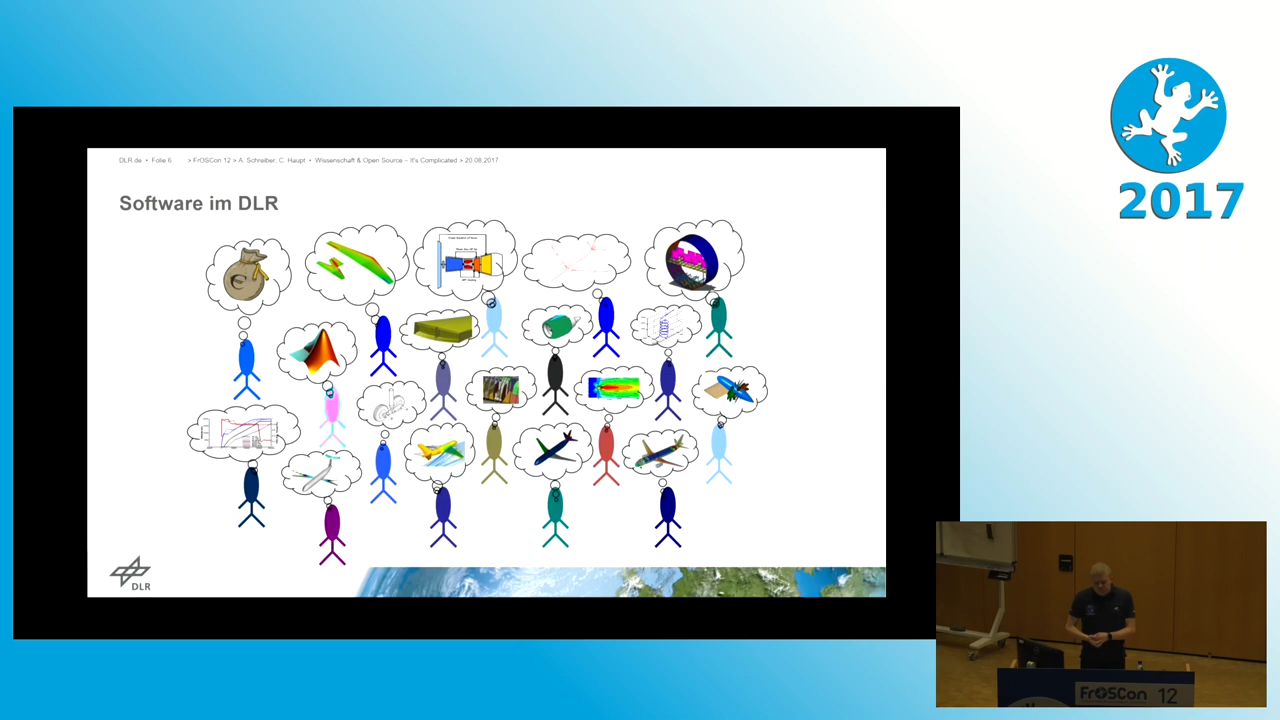 DLR.de • Folie 6 > FrOSCon 12 > A. Schreiber, C. Haupt • Wissenschaft & Open Source – It's Complicated > 20.08.2017
Software im DLR
DLR
2017
FrOSCon 12